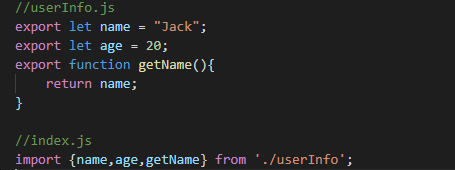 //userInfo.js
export let name = "Jack";
export let age = 20;
export function getName(){
    return name;
}
//index.js
import {name,age,getName} from './userInfo';